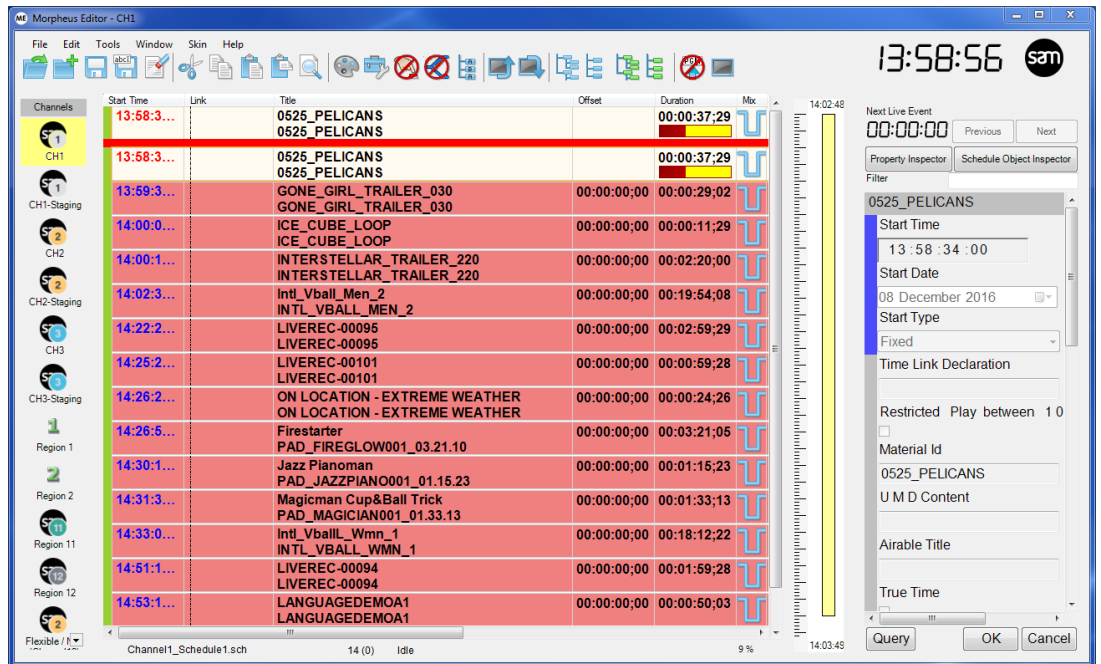 Morpheus Editor - CH1
File Edit Tools Window Skin Help
13:58:56 sam
Channels
CH1
CH1-Staging
CH2
CH2-Staging
CH3
CH3-Staging
Region 1
Region 2
Region 11
Region 12
Start Time Link Title Offset Duration Mix
13:58:3... 0525_PELICANS 00:00:37;29
0525_PELICANS
13:58:3... 0525_PELICANS 00:00:37;29
0525_PELICANS
13:59:3... GONE_GIRL_TRAILER_030 00:00:00;00 00:00:29;02
GONE_GIRL_TRAILER_030
14:00:0... ICE_CUBE_LOOP 00:00:00;00 00:00:11;29
ICE_CUBE_LOOP
14:00:1... INTERSTELLAR_TRAILER_220 00:00:00;00 00:02:20;00
INTERSTELLAR_TRAILER_220
14:02:3... Intl_Vball_Men_2 00:00:00;00 00:19:54;08
INTL_VBALL_MEN_2
14:22:2... LIVEREC-00095 00:00:00;00 00:02:59;29
LIVEREC-00095
14:25:2... LIVEREC-00101 00:00:00;00 00:00:59;28
LIVEREC-00101
14:26:2... ON LOCATION - EXTREME WEATHER 00:00:00;00 00:00:24;26
ON LOCATION - EXTREME WEATHER
14:26:5... Firestarter 00:00:00;00 00:03:21;05
PAD_FIREGLOW001_03.21.10
14:30:1... Jazz Pianoman 00:00:00;00 00:01:15;23
PAD_JAZZPIANO001_01.15.23
14:31:3... Magicman Cup&Ball Trick 00:00:00;00 00:01:33;13
PAD_MAGICIAN001_01.33.13
14:33:0... Intl_VballL_Wmn_1 00:00:00;00 00:18:12;22
INTL_VBALL_WMN_1
14:51:1... LIVEREC-00094 00:00:00;00 00:01:59;28
LIVEREC-00094
14:53:1... LANGUAGEDEMOA1 00:00:00;00 00:00:50;03
LANGUAGEDEMOA1
Channel1_Schedule1.sch 14 (0) Idle 9 %
14:02:48
14:03:49
Next Live Event
00:00:00 Previous Next
Property Inspector Schedule Object Inspector
Filter
0525_PELICANS
Start Time
13:58:34:00
Start Date
08 December 2016
Start Type
Fixed
Time Link Declaration
Restricted Play between 1 0
Material Id
0525_PELICANS
U M D Content
Airable Title
True Time
Query OK Cancel